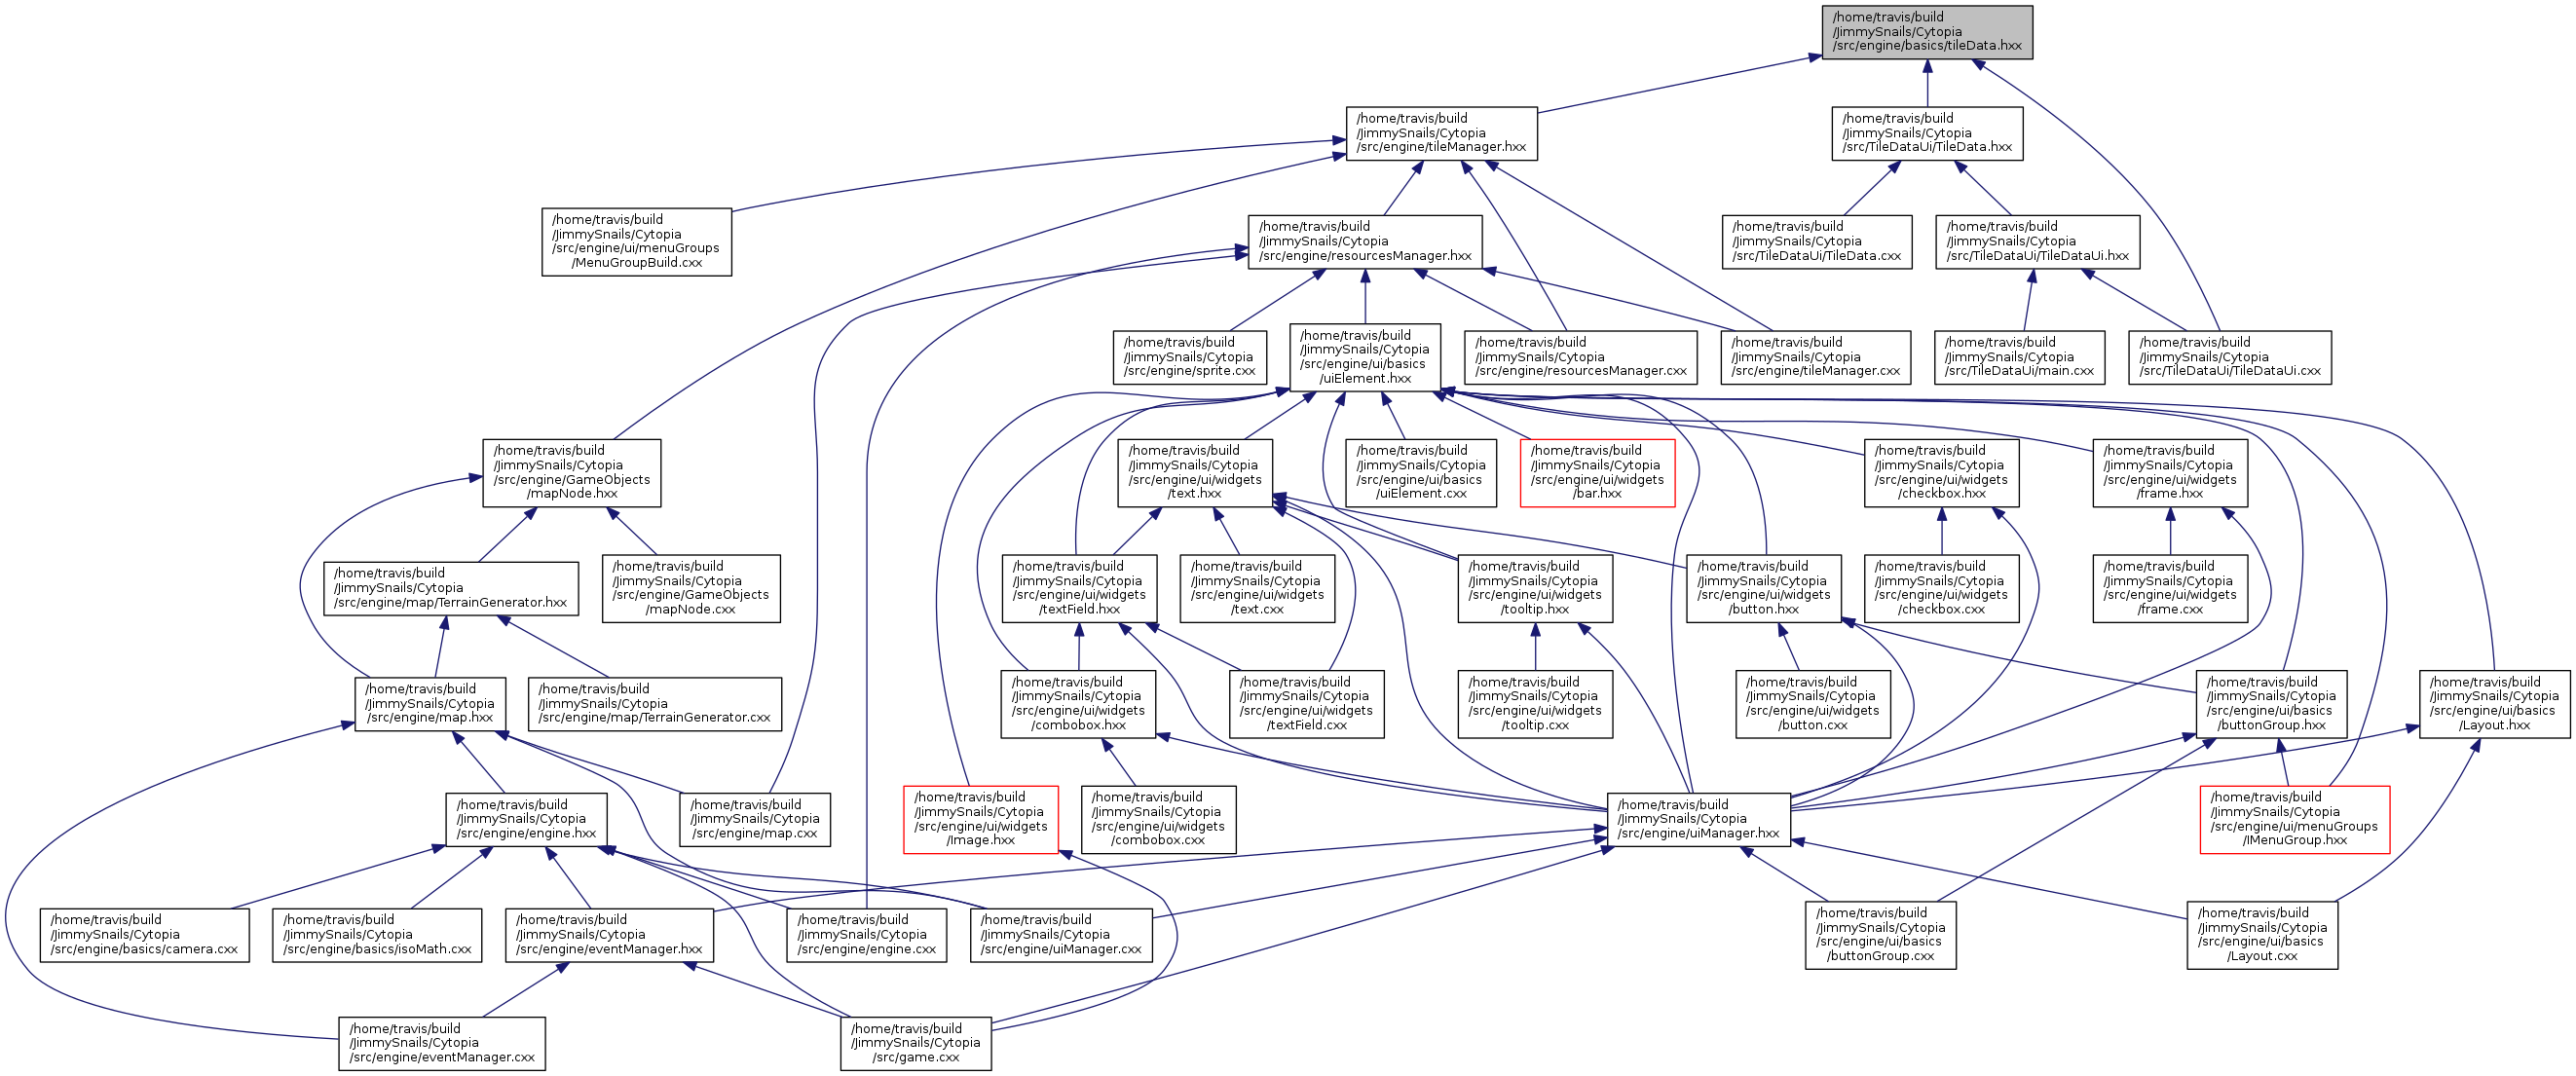 /home/travis/build
/JimmySnails/Cytopia
/src/engine/basics/tileData.hxx
/home/travis/build
/JimmySnails/Cytopia
/src/engine/tileManager.hxx
/home/travis/build
/JimmySnails/Cytopia
/src/TileDataUi/TileData.hxx
/home/travis/build
/JimmySnails/Cytopia
/src/engine/ui/menuGroups
/MenuGroupBuild.cxx
/home/travis/build
/JimmySnails/Cytopia
/src/engine/resourcesManager.hxx
/home/travis/build
/JimmySnails/Cytopia
/src/TileDataUi/TileData.cxx
/home/travis/build
/JimmySnails/Cytopia
/src/TileDataUi/TileDataUi.hxx
/home/travis/build
/JimmySnails/Cytopia
/src/engine/sprite.cxx
/home/travis/build
/JimmySnails/Cytopia
/src/engine/ui/basics
/uiElement.hxx
/home/travis/build
/JimmySnails/Cytopia
/src/engine/resourcesManager.cxx
/home/travis/build
/JimmySnails/Cytopia
/src/engine/tileManager.cxx
/home/travis/build
/JimmySnails/Cytopia
/src/TileDataUi/main.cxx
/home/travis/build
/JimmySnails/Cytopia
/src/TileDataUi/TileDataUi.cxx
/home/travis/build
/JimmySnails/Cytopia
/src/engine/GameObjects
/mapNode.hxx
/home/travis/build
/JimmySnails/Cytopia
/src/engine/ui/widgets
/text.hxx
/home/travis/build
/JimmySnails/Cytopia
/src/engine/ui/basics
/uiElement.cxx
/home/travis/build
/JimmySnails/Cytopia
/src/engine/ui/widgets
/bar.hxx
/home/travis/build
/JimmySnails/Cytopia
/src/engine/ui/widgets
/checkbox.hxx
/home/travis/build
/JimmySnails/Cytopia
/src/engine/ui/widgets
/frame.hxx
/home/travis/build
/JimmySnails/Cytopia
/src/engine/map/TerrainGenerator.hxx
/home/travis/build
/JimmySnails/Cytopia
/src/engine/GameObjects
/mapNode.cxx
/home/travis/build
/JimmySnails/Cytopia
/src/engine/ui/widgets
/textField.hxx
/home/travis/build
/JimmySnails/Cytopia
/src/engine/ui/widgets
/text.cxx
/home/travis/build
/JimmySnails/Cytopia
/src/engine/ui/widgets
/tooltip.hxx
/home/travis/build
/JimmySnails/Cytopia
/src/engine/ui/widgets
/button.hxx
/home/travis/build
/JimmySnails/Cytopia
/src/engine/ui/widgets
/checkbox.cxx
/home/travis/build
/JimmySnails/Cytopia
/src/engine/ui/widgets
/frame.cxx
/home/travis/build
/JimmySnails/Cytopia
/src/engine/map.hxx
/home/travis/build
/JimmySnails/Cytopia
/src/engine/map/TerrainGenerator.cxx
/home/travis/build
/JimmySnails/Cytopia
/src/engine/ui/widgets
/combobox.hxx
/home/travis/build
/JimmySnails/Cytopia
/src/engine/ui/widgets
/textField.cxx
/home/travis/build
/JimmySnails/Cytopia
/src/engine/ui/widgets
/tooltip.cxx
/home/travis/build
/JimmySnails/Cytopia
/src/engine/ui/widgets
/button.cxx
/home/travis/build
/JimmySnails/Cytopia
/src/engine/ui/basics
/buttonGroup.hxx
/home/travis/build
/JimmySnails/Cytopia
/src/engine/ui/basics
/Layout.hxx
/home/travis/build
/JimmySnails/Cytopia
/src/engine/engine.hxx
/home/travis/build
/JimmySnails/Cytopia
/src/engine/map.cxx
/home/travis/build
/JimmySnails/Cytopia
/src/engine/ui/widgets
/Image.hxx
/home/travis/build
/JimmySnails/Cytopia
/src/engine/ui/widgets
/combobox.cxx
/home/travis/build
/JimmySnails/Cytopia
/src/engine/uiManager.hxx
/home/travis/build
/JimmySnails/Cytopia
/src/engine/ui/menuGroups
/IMenuGroup.hxx
/home/travis/build
/JimmySnails/Cytopia
/src/engine/basics/camera.cxx
/home/travis/build
/JimmySnails/Cytopia
/src/engine/basics/isoMath.cxx
/home/travis/build
/JimmySnails/Cytopia
/src/engine/eventManager.hxx
/home/travis/build
/JimmySnails/Cytopia
/src/engine/engine.cxx
/home/travis/build
/JimmySnails/Cytopia
/src/engine/uiManager.cxx
/home/travis/build
/JimmySnails/Cytopia
/src/engine/ui/basics
/buttonGroup.cxx
/home/travis/build
/JimmySnails/Cytopia
/src/engine/ui/basics
/Layout.cxx
/home/travis/build
/JimmySnails/Cytopia
/src/engine/eventManager.cxx
/home/travis/build
/JimmySnails/Cytopia
/src/game.cxx